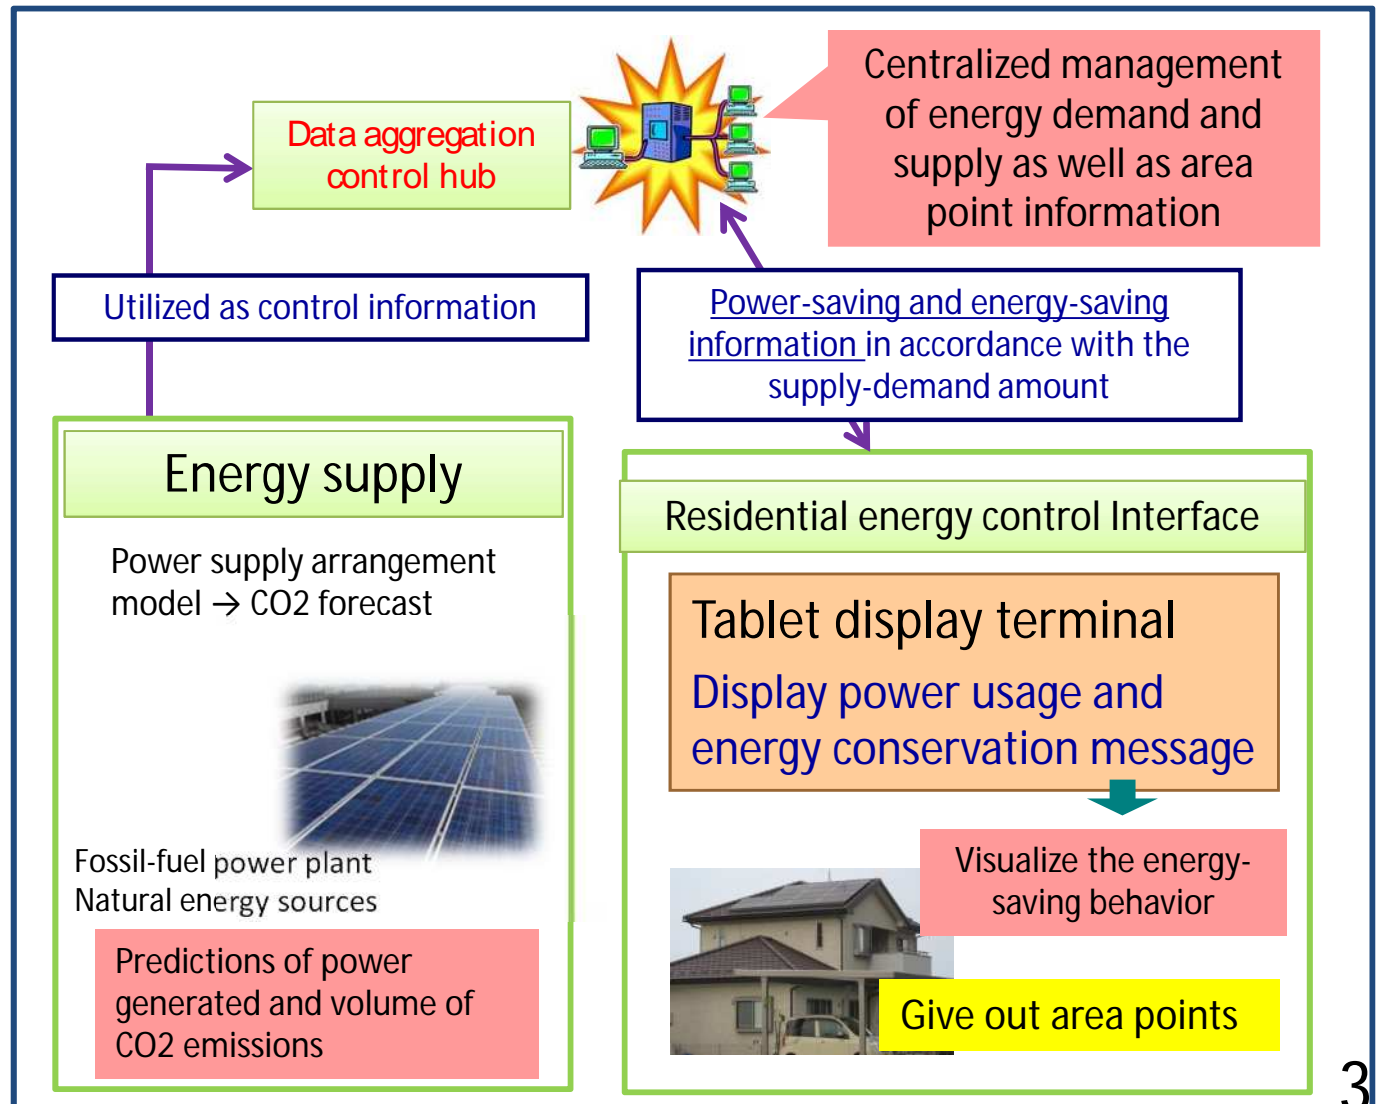 Centralized management
of energy demand and
supply as well as area
point information
Data aggregation
control hub
Utilized as control information
Power-saving and energy-saving
information in accordance with the
supply-demand amount
Energy supply
Power supply arrangement
model → CO2 forecast
Fossil-fuel power plant
Natural energy sources
Predictions of power
generated and volume of
CO2 emissions
Residential energy control Interface
Tablet display terminal
Display power usage and
energy conservation message
Visualize the energy-
saving behavior
Give out area points
3